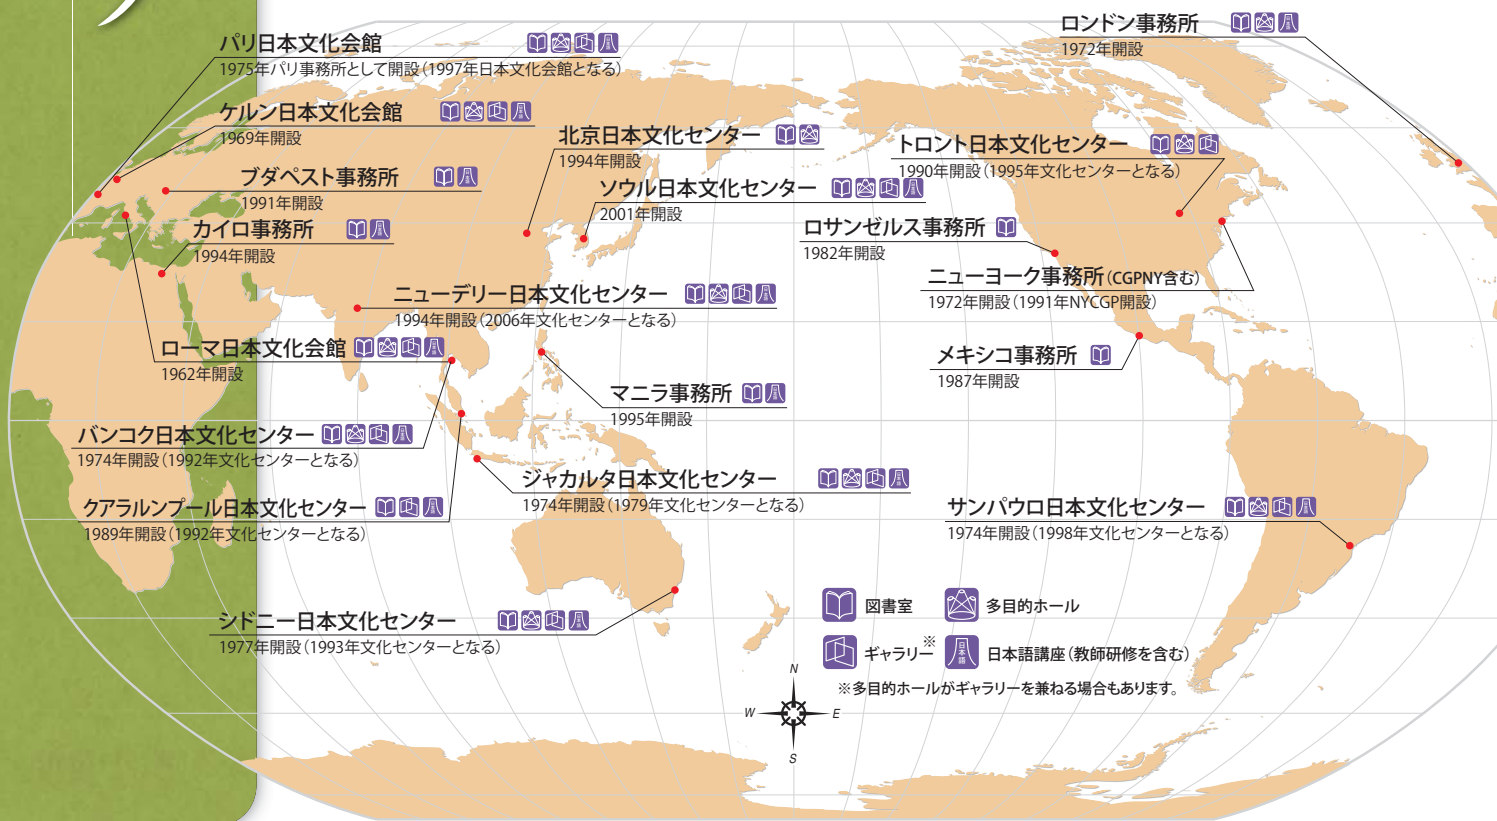 パリ日本文化会館
1975年パリ事務所として開設（1997年日本文化会館となる）
ケルン日本文化会館
1969年開設
ブダペスト事務所
1991年開設
カイロ事務所
1994年開設
北京日本文化センター
1994年開設
ソウル日本文化センター
2001年開設
ロンドン事務所
1972年開設
トロント日本文化センター
1990年開設（1995年文化センターとなる）
ロサンゼルス事務所
1982年開設
ニューヨーク事務所（CGPNY含む）
1972年開設（1991年NYCGP開設）
ニューデリー日本文化センター
1994年開設（2006年文化センターとなる）
ローマ日本文化会館
1962年開設
メキシコ事務所
1987年開設
マニラ事務所
1995年開設
バンコク日本文化センター
1974年開設（1992年文化センターとなる）
ジャカルタ日本文化センター
1974年開設（1979年文化センターとなる）
クアラルンプール日本文化センター
1989年開設（1992年文化センターとなる）
サンパウロ日本文化センター
1974年開設（1998年文化センターとなる）
シドニー日本文化センター
1977年開設（1993年文化センターとなる）
図書室
多目的ホール
ギャラリー※
日本語
日本語講座（教師研修を含む）
※多目的ホールがギャラリーを兼ねる場合もあります。
N
W E
S